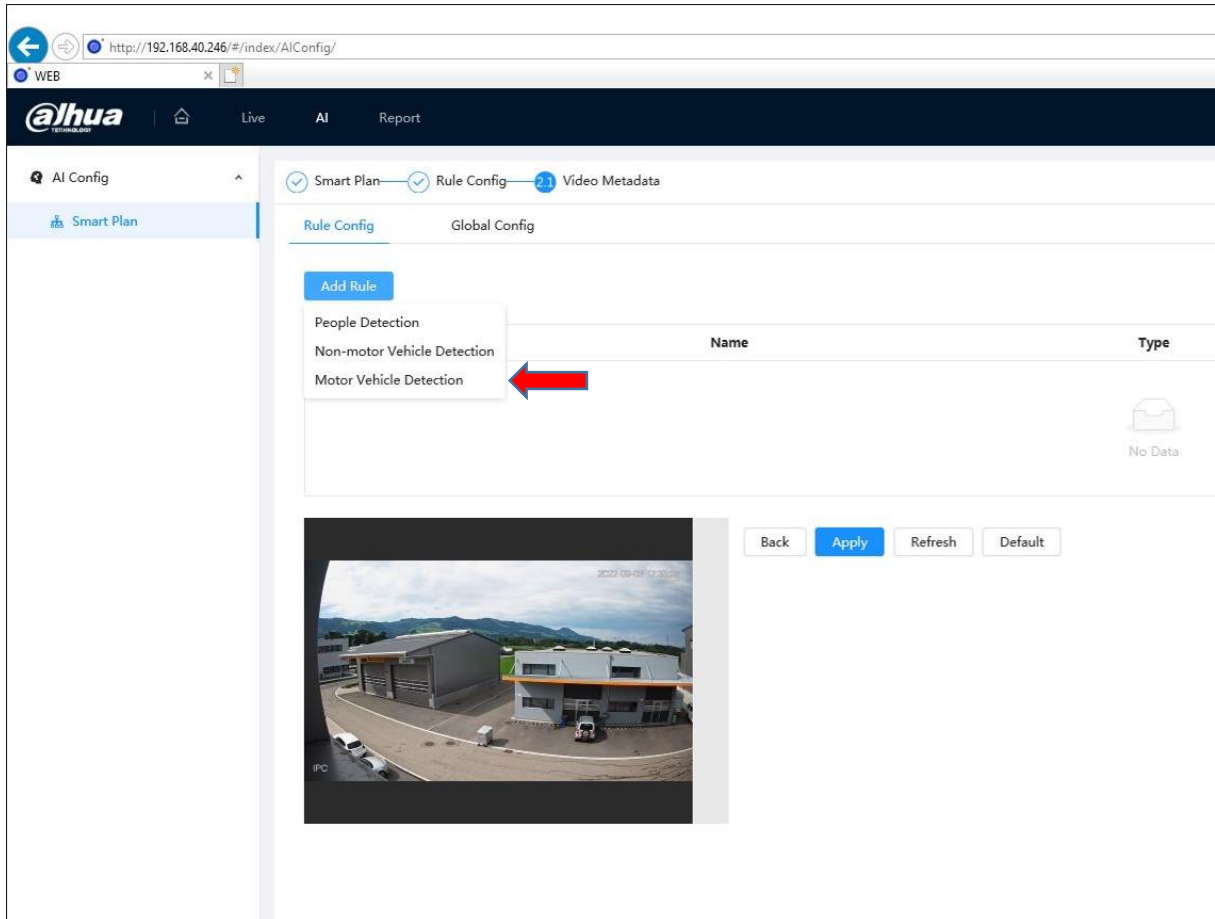 http://192.168.40.246/#/index/AIConfig/
WEB
alhua
TECHNOLOGY
Live AI Report
AI Config
Smart Plan
Smart Plan Rule Config 2.1 Video Metadata
Rule Config Global Config
Add Rule
People Detection
Non-motor Vehicle Detection
Motor Vehicle Detection
Name Type
No Data
Back Apply Refresh Default
IPC